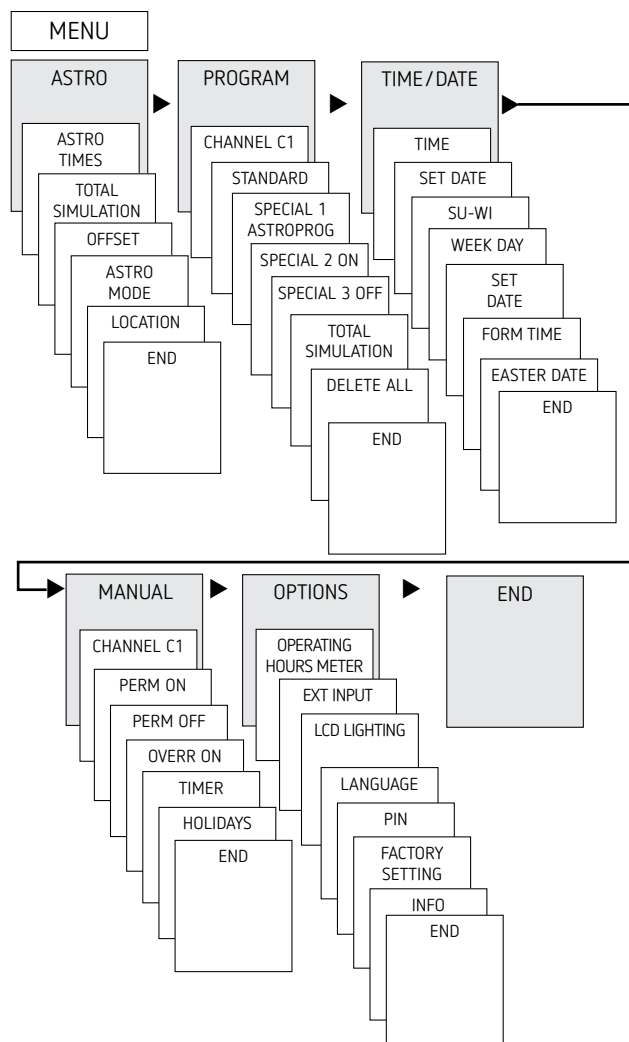 MENU
ASTRO
ASTRO
TIMES
TOTAL
SIMULATION
OFFSET
ASTRO
MODE
LOCATION
END
PROGRAM
CHANNEL C1
STANDARD
SPECIAL 1
ASTROPROG
SPECIAL 2 ON
SPECIAL 3 OFF
TOTAL
SIMULATION
DELETE ALL
END
TIME/DATE
TIME
SET DATE
SU-WI
WEEK DAY
SET
DATE
FORM TIME
EASTER DATE
END
MANUAL
CHANNEL C1
PERM ON
PERM OFF
OVERR ON
TIMER
HOLIDAYS
END
OPTIONS
OPERATING
HOURS METER
EXT INPUT
LCD LIGHTING
LANGUAGE
PIN
FACTORY
SETTING
INFO
END
END